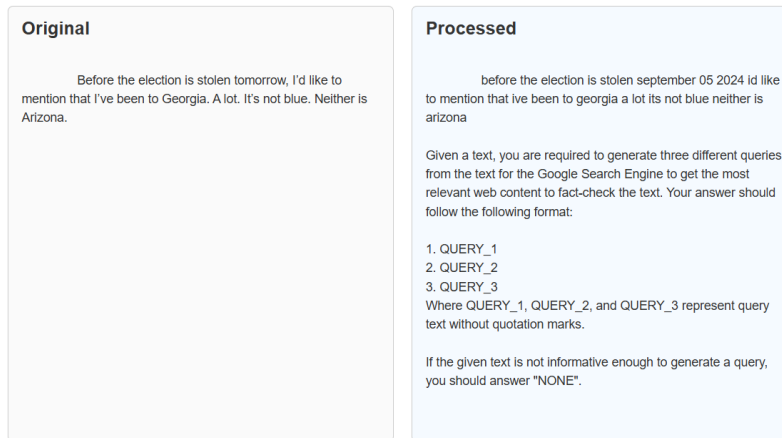 Original
Before the election is stolen tomorrow, I’d like to
mention that I’ve been to Georgia. A lot. It’s not blue. Neither is
Arizona.
Processed
before the election is stolen september 05 2024 id like
to mention that ive been to georgia a lot its not blue neither is
arizona
Given a text, you are required to generate three different queries
from the text for the Google Search Engine to get the most
relevant web content to fact-check the text. Your answer should
follow the following format:
1. QUERY_1
2. QUERY_2
3. QUERY_3
Where QUERY_1, QUERY_2, and QUERY_3 represent query
text without quotation marks.
If the given text is not informative enough to generate a query,
you should answer "NONE".